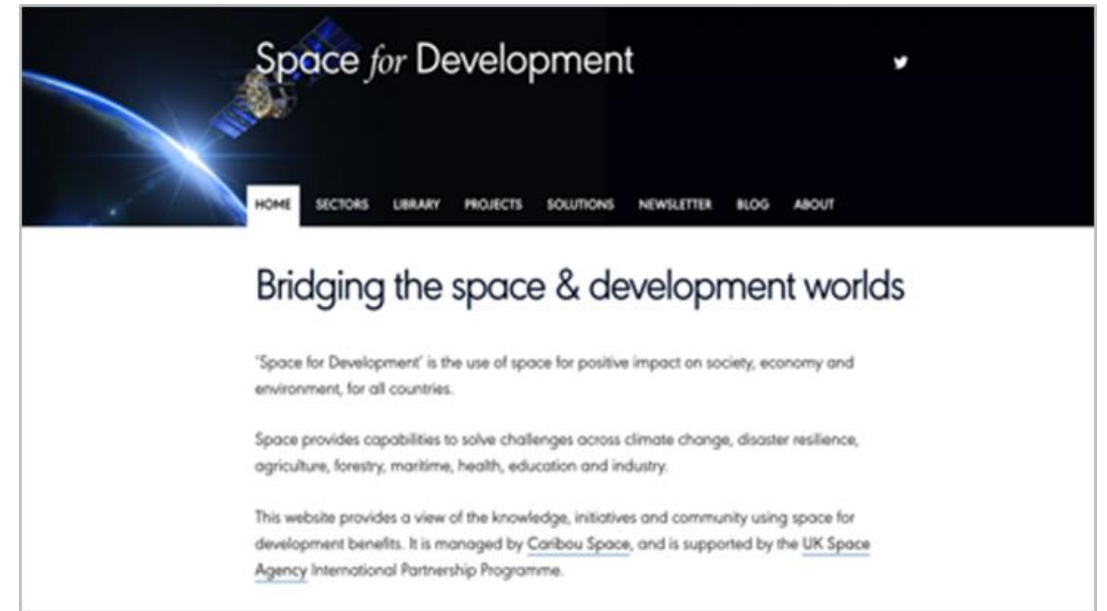 Space for Development
HOME SECTORS LIBRARY PROJECTS SOLUTIONS NEWSLETTER BLOG ABOUT
Bridging the space & development worlds
'Space for Development' is the use of space for positive impact on society, economy and
environment, for all countries.
Space provides capabilities to solve challenges across climate change, disaster resilience,
agriculture, forestry, maritime, health, education and industry.
This website provides a view of the knowledge, initiatives and community using space for
development benefits. It is managed by Caribou Space, and is supported by the UK Space
Agency International Partnership Programme.